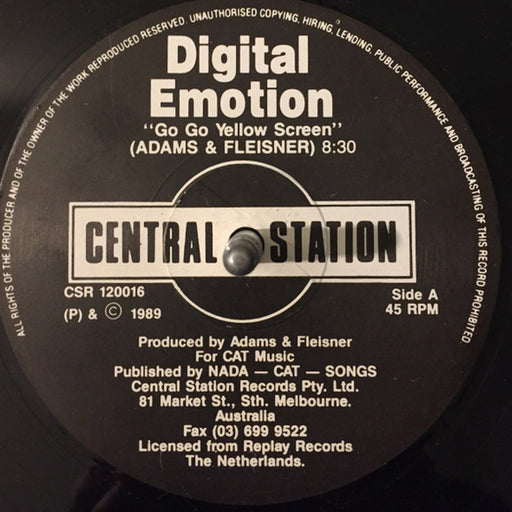 ALL RIGHTS OF THE PRODUCER AND OF THE OWNER OF THE WORK REPRODUCED RESERVED. UNAUTHORISED COPYING, HIRING, LENDING, PUBLIC PERFORMANCE AND BROADCASTING OF THIS RECORD PROHIBITED
Digital
Emotion
"Go Go Yellow Screen"
(ADAMS & FLEISNER) 8:30
CENTRAL STATION
CSR 120016
Side A
(P) & © 1989
45 RPM
Produced by Adams & Fleisner
For CAT Music
Published by NADA — CAT — SONGS
Central Station Records Pty. Ltd.
81 Market St., Sth. Melbourne.
Australia
Fax (03) 699 9522
Licensed from Replay Records
The Netherlands.